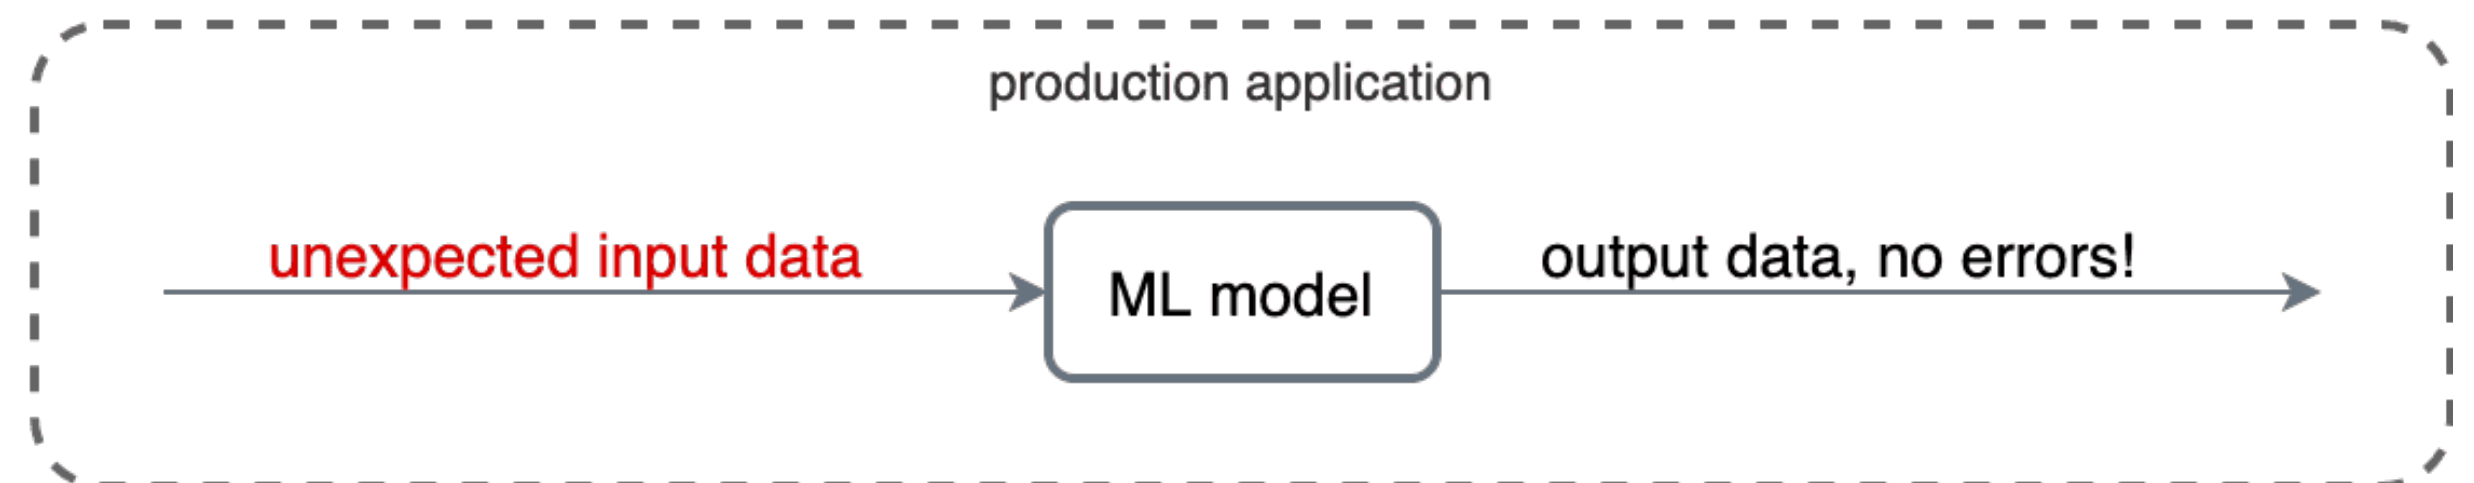 production application
unexpected input data
ML model
output data, no errors!